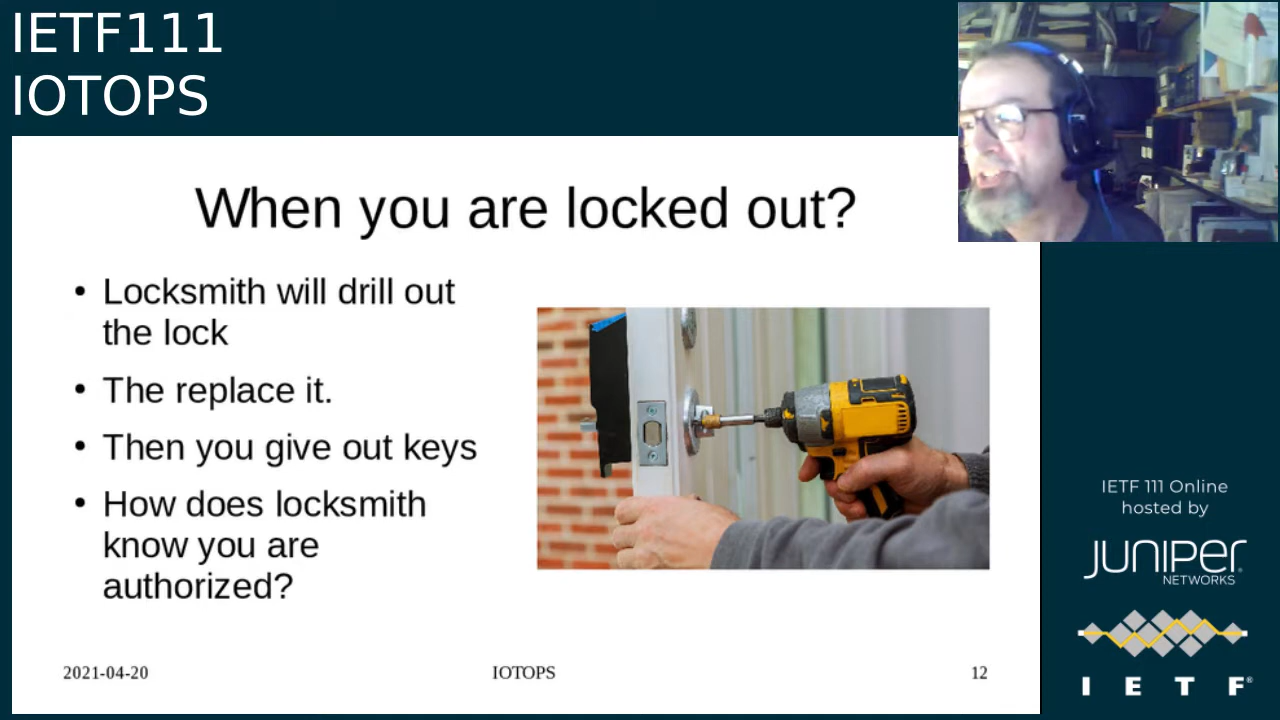 IETF111
IOTOPS
When you are locked out?
• Locksmith will drill out
the lock
• The replace it.
• Then you give out keys
• How does locksmith
know you are
authorized?
2021-04-20
IOTOPS
12
IETF 111 Online
hosted by
JUNIPEr
NETWORKS
I E T F®